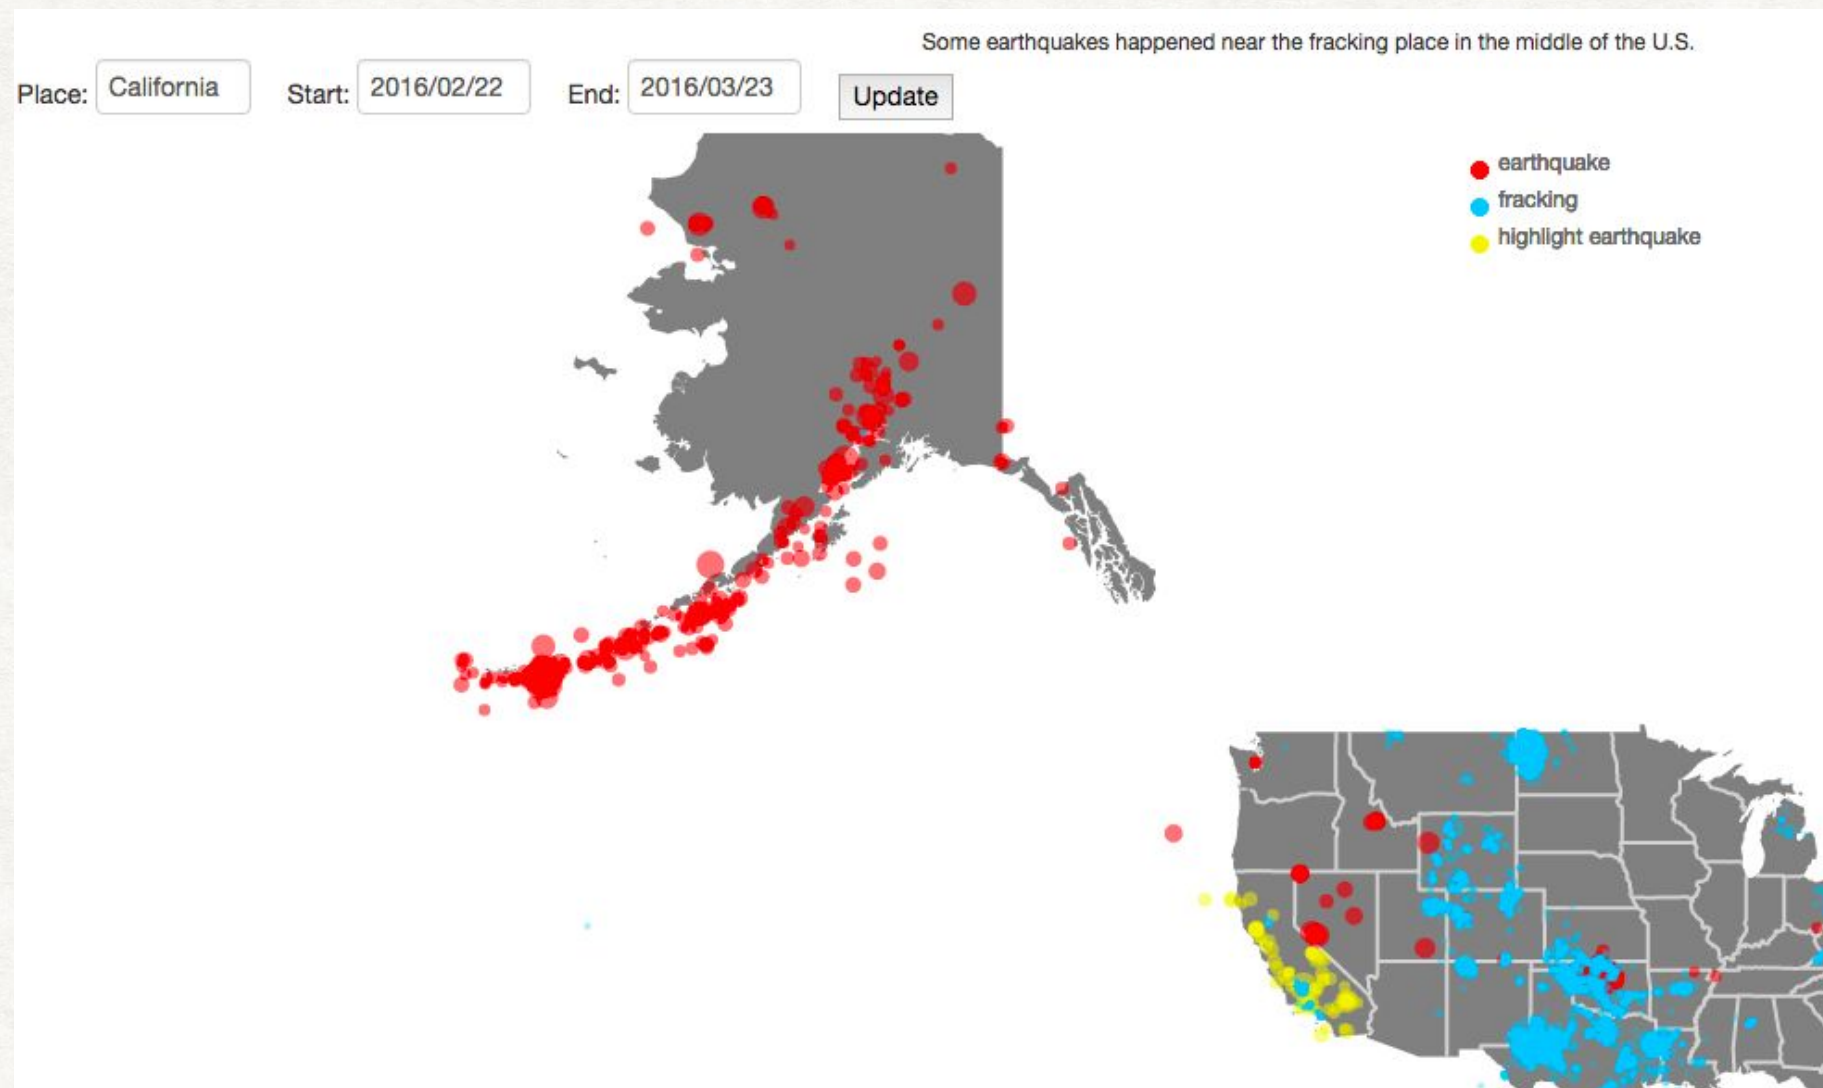 Some earthquakes happened near the fracking place in the middle of the U.S.
Place: California Start: 2016/02/22 End: 2016/03/23 Update
earthquake
fracking
highlight earthquake